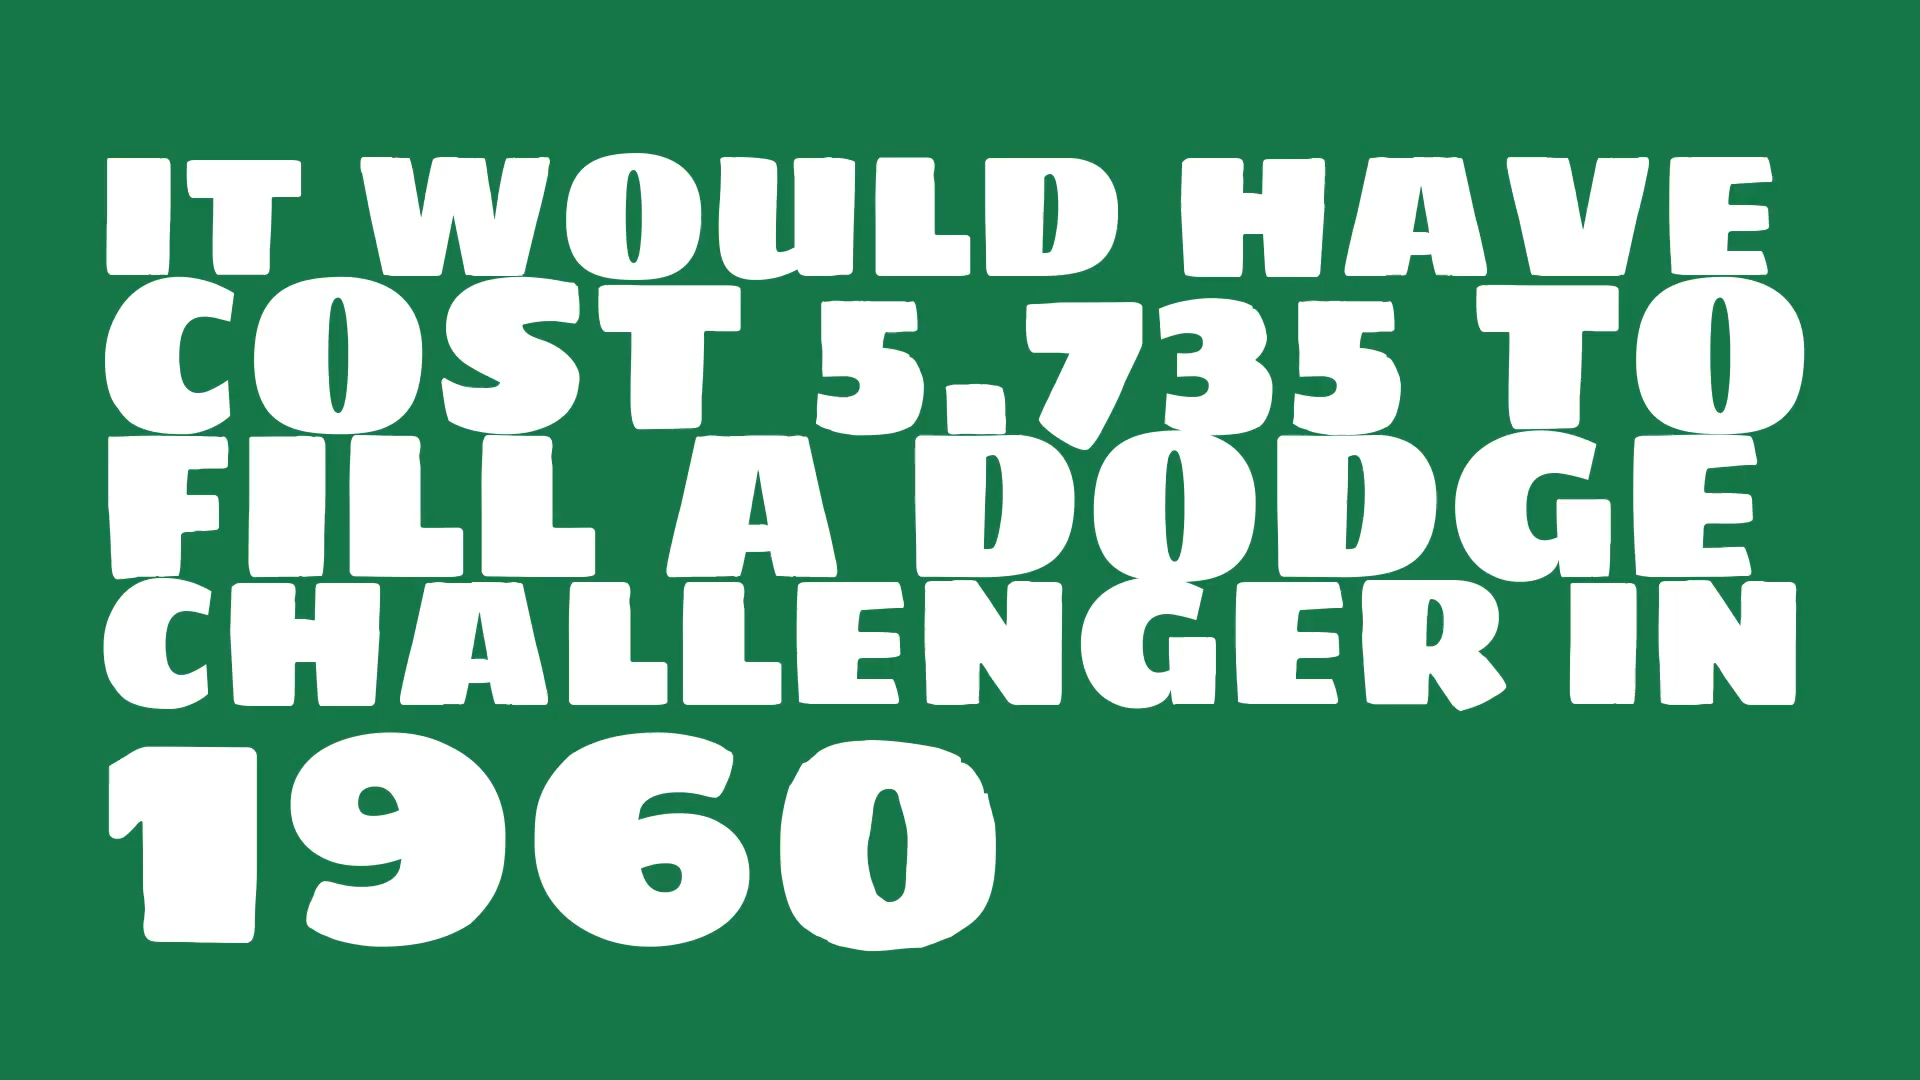 IT WOULD HAVE
COST 5.735 TO
FILL A DODGE
CHALLENGER IN
1960